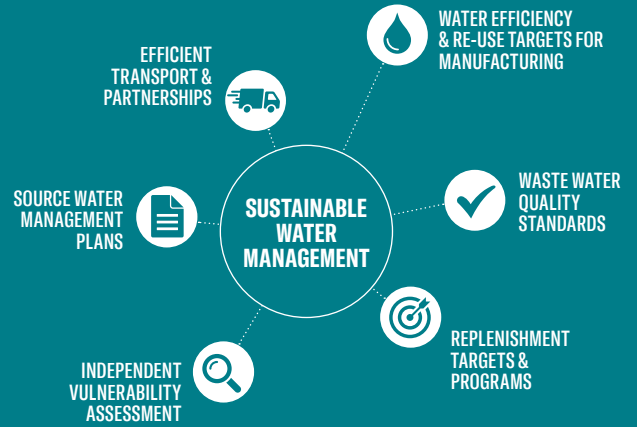 WATER EFFICIENCY
& RE-USE TARGETS FOR
MANUFACTURING
EFFICIENT
TRANSPORT &
PARTNERSHIPS
SOURCE WATER
MANAGEMENT
PLANS
SUSTAINABLE
WATER
MANAGEMENT
WASTE WATER
QUALITY
STANDARDS
REPLENISHMENT
TARGETS &
PROGRAMS
INDEPENDENT
VULNERABILITY
ASSESSMENT